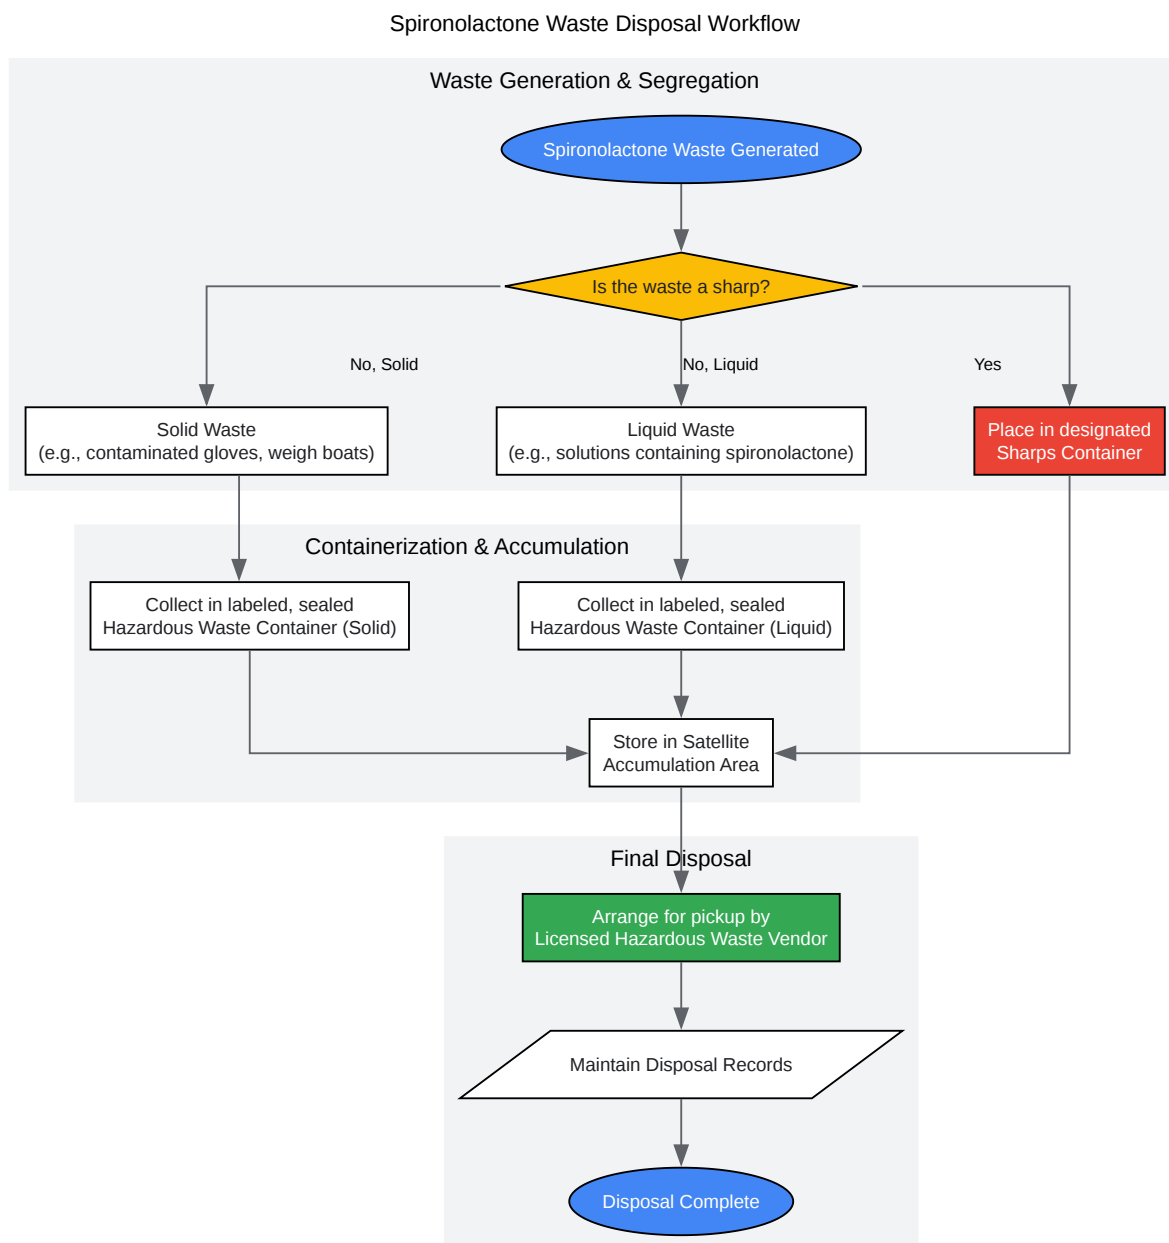 Spironolactone Waste Disposal Workflow
Waste Generation & Segregation
Spironolactone Waste Generated
Is the waste a sharp?
No, Solid
No, Liquid
Yes
Solid Waste
(e.g., contaminated gloves, weigh boats)
Liquid Waste
(e.g., solutions containing spironolactone)
Place in designated
Sharps Container
Containerization & Accumulation
Collect in labeled, sealed
Hazardous Waste Container (Solid)
Collect in labeled, sealed
Hazardous Waste Container (Liquid)
Store in Satellite
Accumulation Area
Final Disposal
Arrange for pickup by
Licensed Hazardous Waste Vendor
Maintain Disposal Records
Disposal Complete